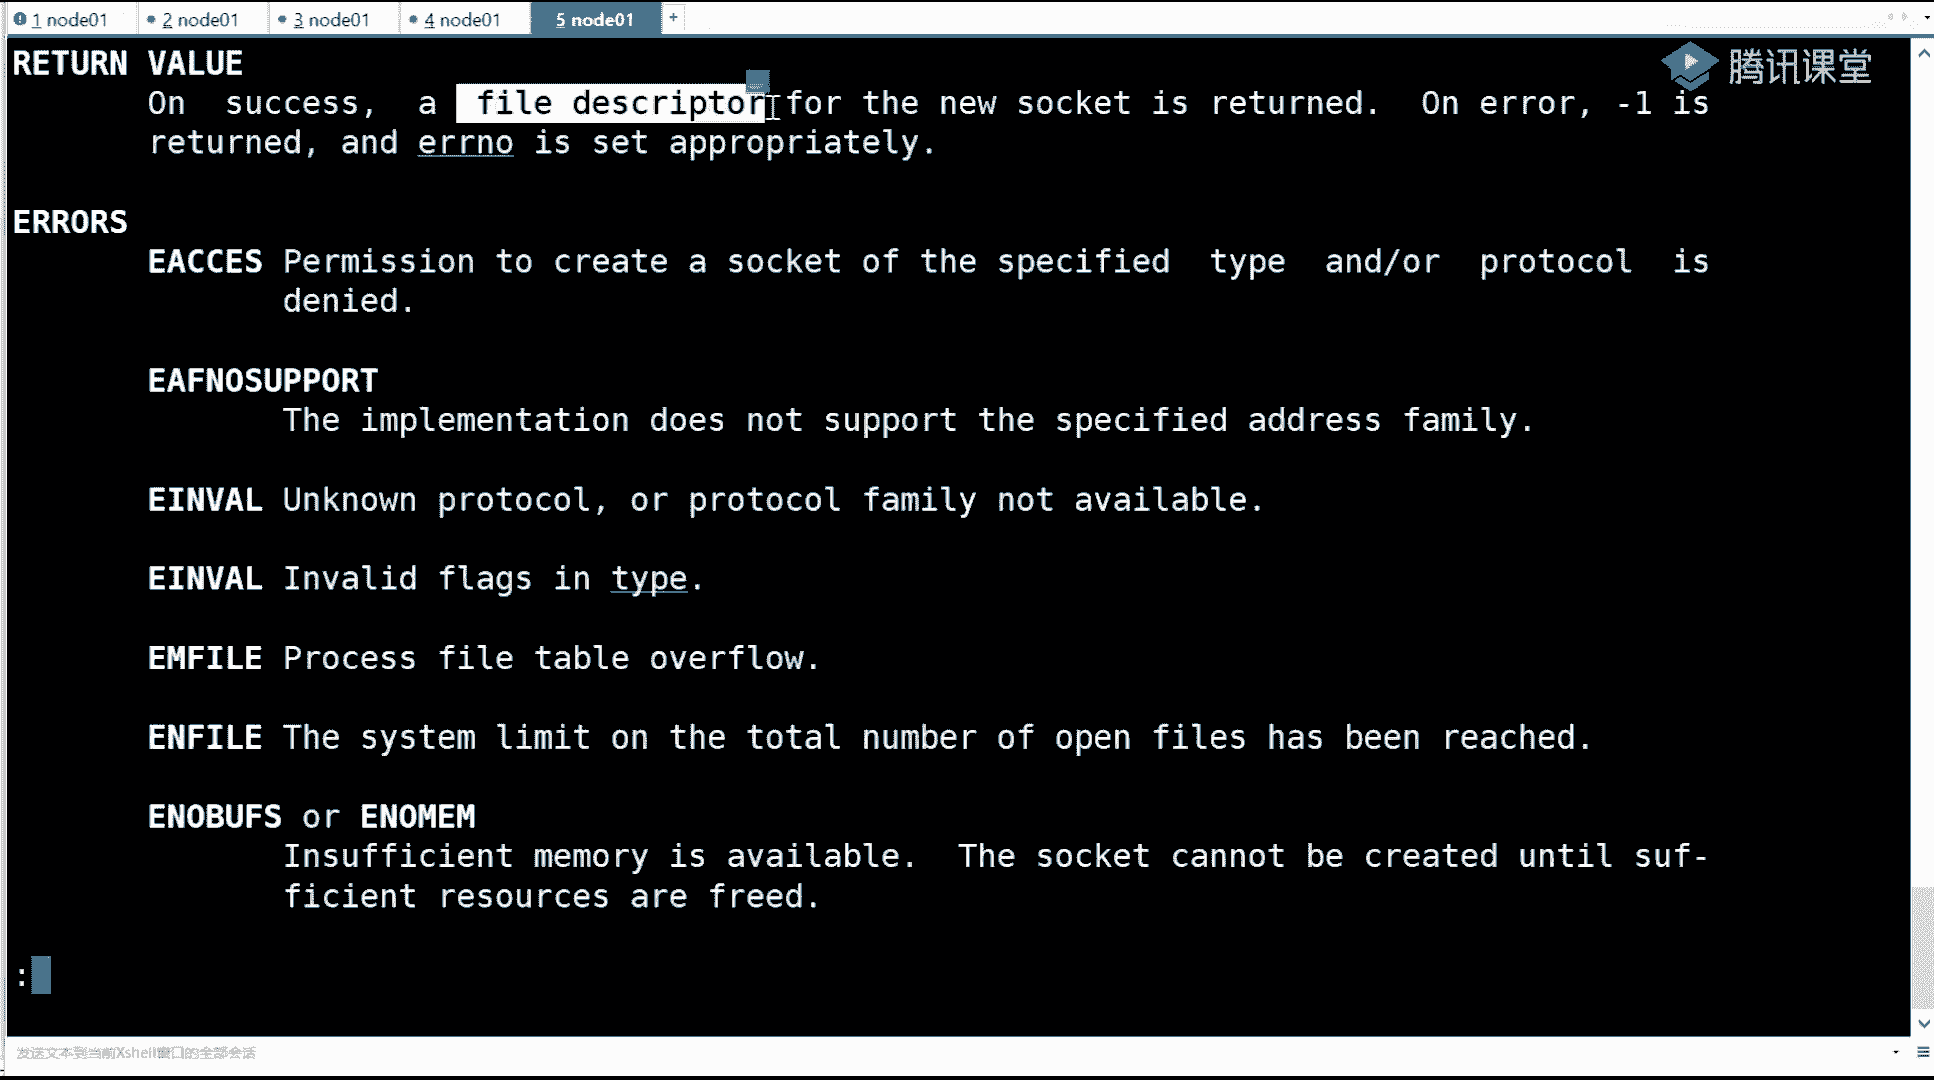 1 node01 2 node01 3 node01 4 node01 5 node01 +
腾讯课堂
RETURN VALUE
On success, a file descriptor for the new socket is returned. On error, -1 is
returned, and errno is set appropriately.
ERRORS
EACCES Permission to create a socket of the specified type and/or protocol is
denied.
EAFNOSUPPORT
The implementation does not support the specified address family.
EINVAL Unknown protocol, or protocol family not available.
EINVAL Invalid flags in type.
EMFILE Process file table overflow.
ENFILE The system limit on the total number of open files has been reached.
ENOBUFS or ENOMEM
Insufficient memory is available. The socket cannot be created until suf-
ficient resources are freed.
:
发送文本到当前Xshell窗口的全部会话